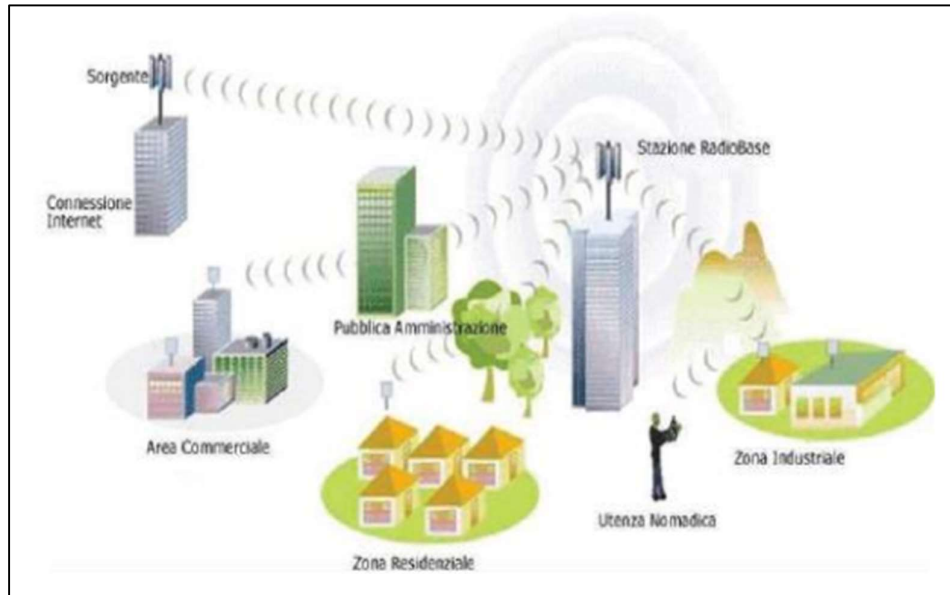 Sorgente
Stazione RadioBase
Connessione
Internet
Pubblica Amministrazione
Area Commerciale
Zona Industriale
Utenza Nomadica
Zona Residenziale